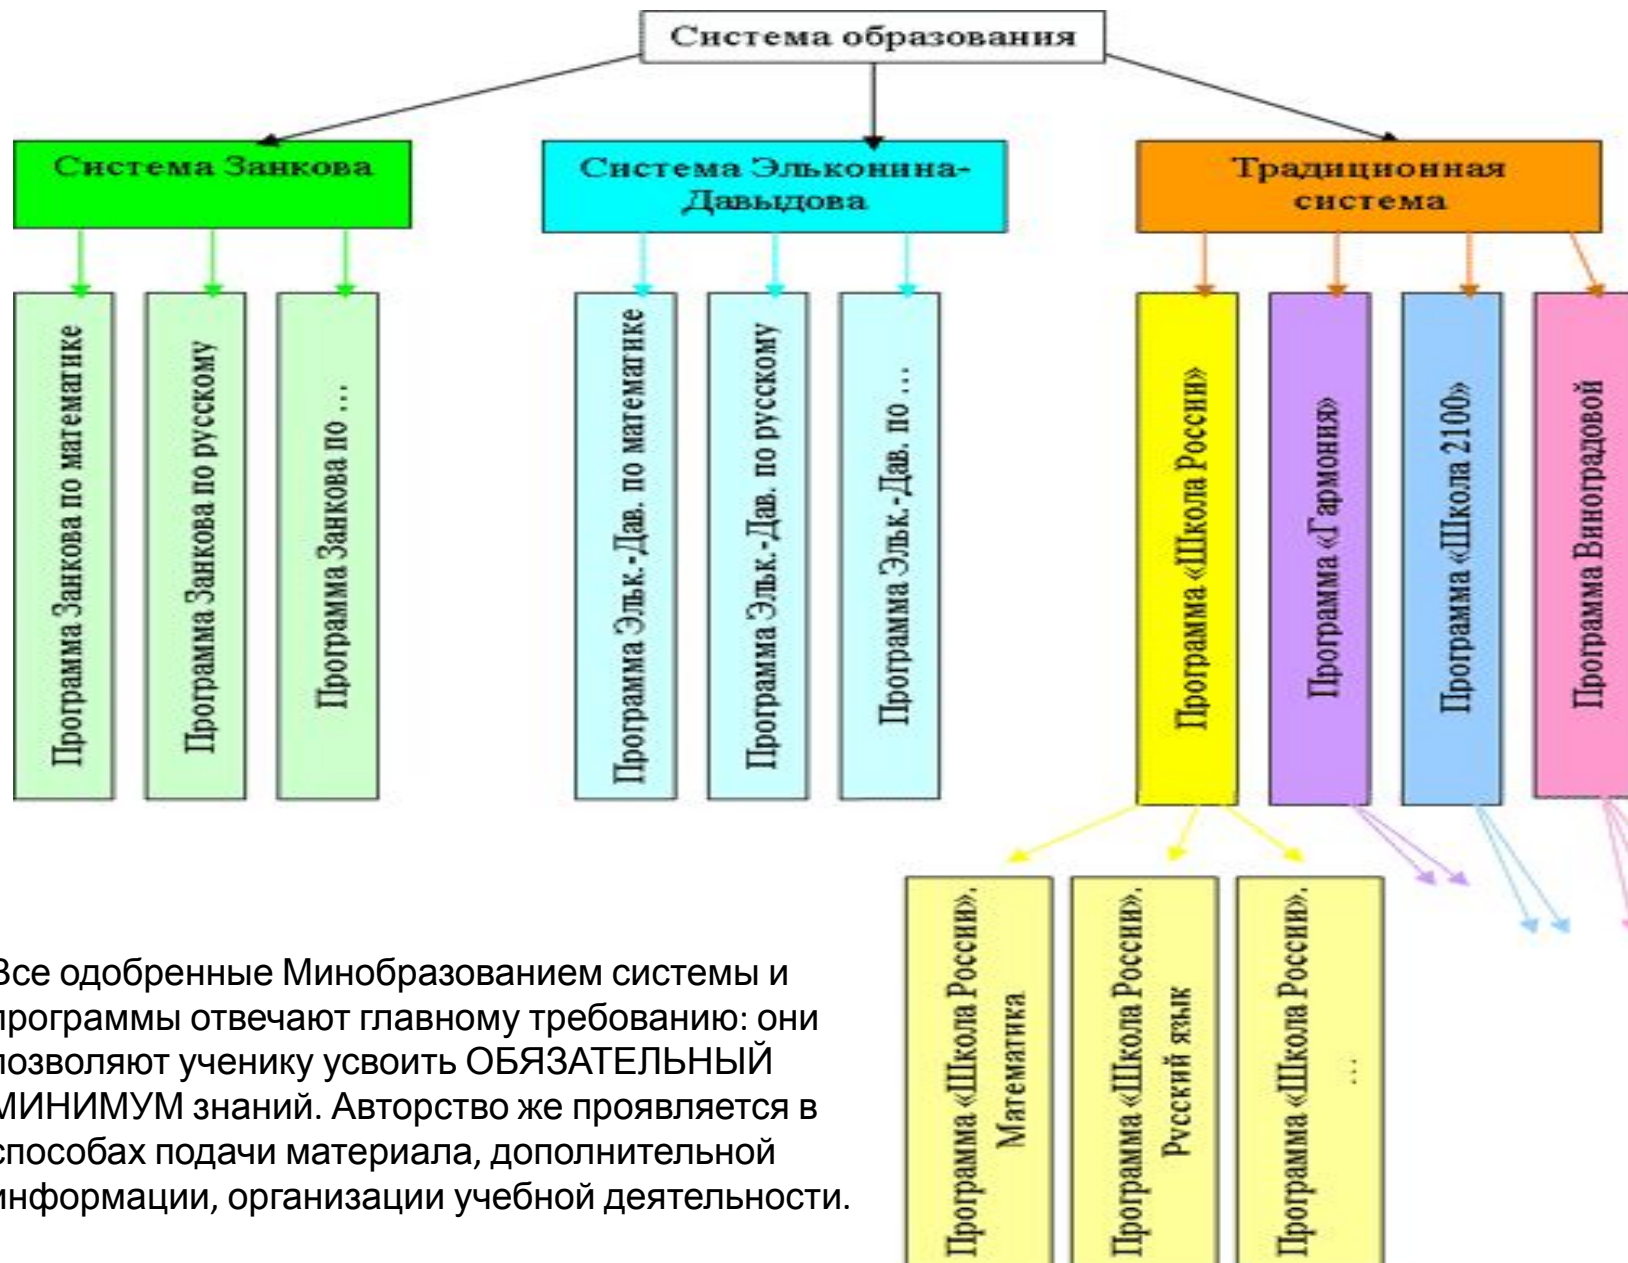 Система образования
Система Занкова
Система Эльконина-
Давыдова
Традиционная
система
Программа Занкова по математике
Программа Занкова по русскому
Программа Занкова по …
Программа Эльк.-Дав. по математике
Программа Эльк.-Дав. по русскому
Программа Эльк.-Дав. по …
Программа «Школа России»
Программа «Гармония»
Программа «Школа 2100»
Программа Виноградовой
Программа «Школа России».
Математика
Программа «Школа России».
Русский язык
Программа «Школа России».
…
Все одобренные Минобразованием системы и
программы отвечают главному требованию: они
позволяют ученику усвоить ОБЯЗАТЕЛЬНЫЙ
МИНИМУМ знаний. Авторство же проявляется в
способах подачи материала, дополнительной
информации, организации учебной деятельности.